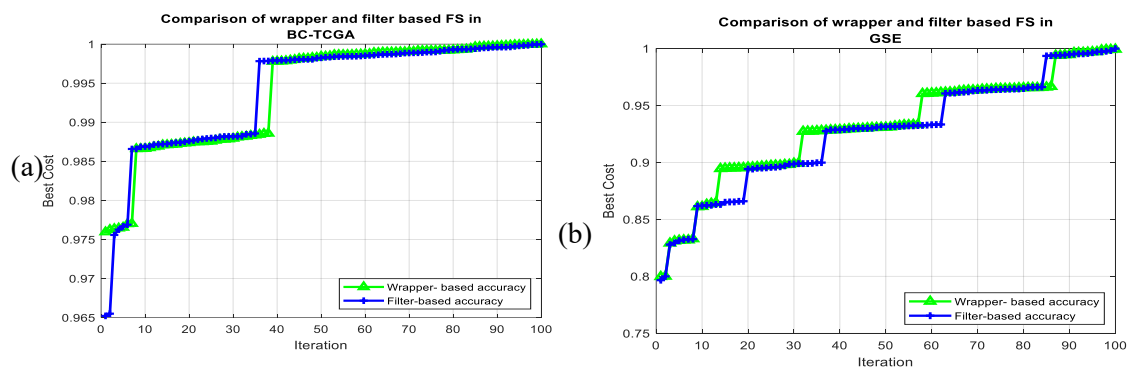 (a)
Comparison of wrapper and filter based FS in
BC-TCGA
Best Cost
1
0.995
0.99
0.985
0.98
0.975
0.97
0.965
0 10 20 30 40 50 60 70 80 90 100
Iteration
Wrapper- based accuracy
Filter-based accuracy
(b)
Comparison of wrapper and filter based FS in
GSE
Best Cost
1
0.95
0.9
0.85
0.8
0.75
0 10 20 30 40 50 60 70 80 90 100
Iteration
Wrapper- based accuracy
Filter-based accuracy